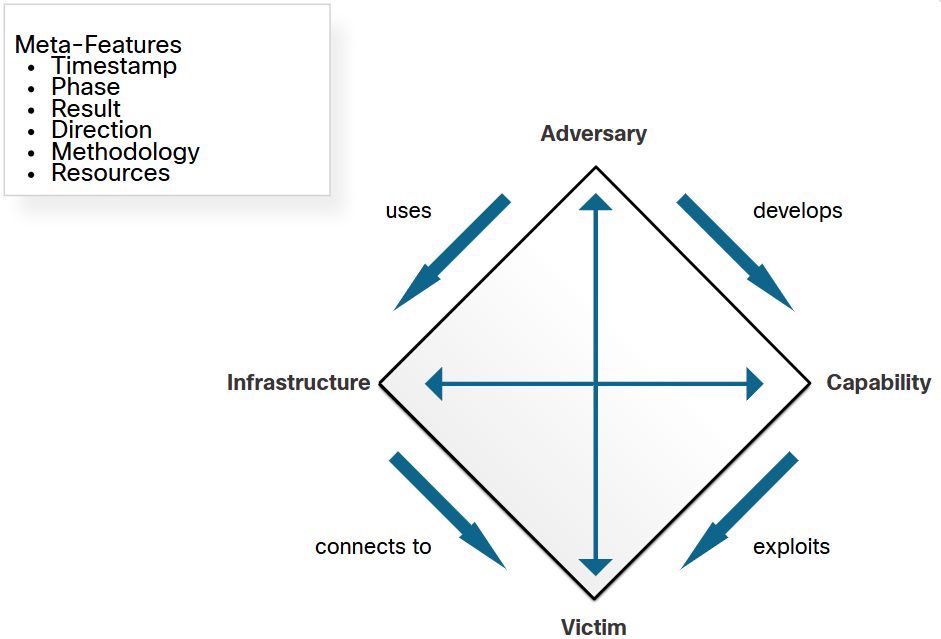 Meta-Features
• Timestamp
• Phase
• Result
• Direction
• Methodology
• Resources
Adversary
uses
develops
Infrastructure
Capability
connects to
exploits
Victim